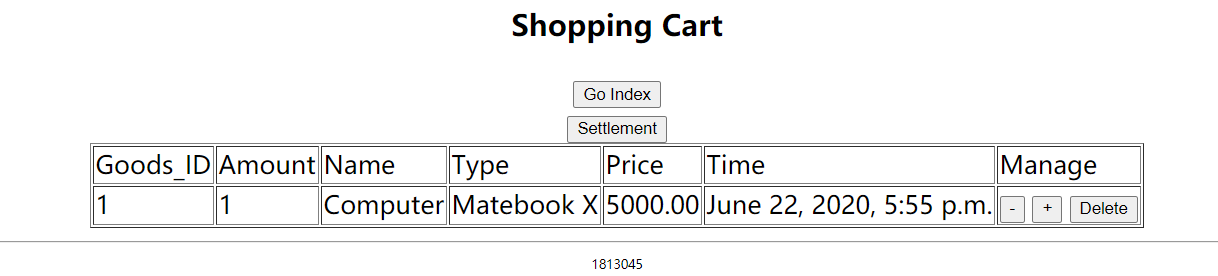 Shopping Cart
Go Index
Settlement
Goods_ID Amount Name Type Price Time Manage
1 1 Computer Matebook X 5000.00 June 22, 2020, 5:55 p.m. - + Delete
1813045